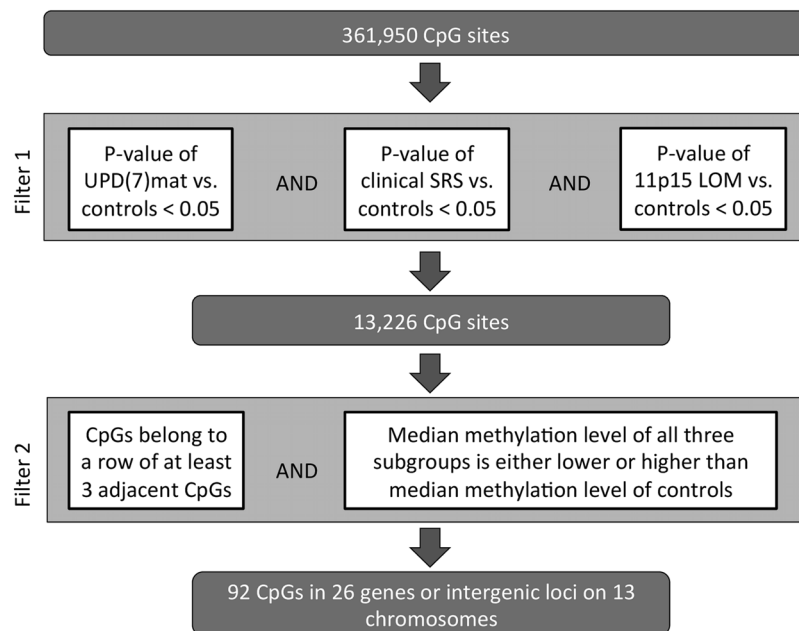 361,950 CpG sites
Filter 1
P-value of
UPD(7)mat vs.
controls < 0.05
AND
P-value of
clinical SRS vs.
controls < 0.05
AND
P-value of
11p15 LOM vs.
controls < 0.05
13,226 CpG sites
Filter 2
CpGs belong to
a row of at least
3 adjacent CpGs
AND
Median methylation level of all three
subgroups is either lower or higher than
median methylation level of controls
92 CpGs in 26 genes or intergenic loci on 13
chromosomes